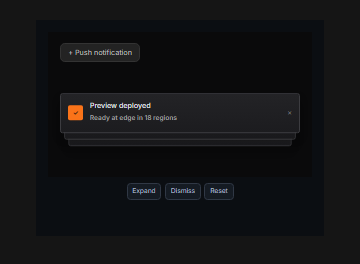 + Push notification
Preview deployed
Ready at edge in 18 regions
×
Expand
Dismiss
Reset